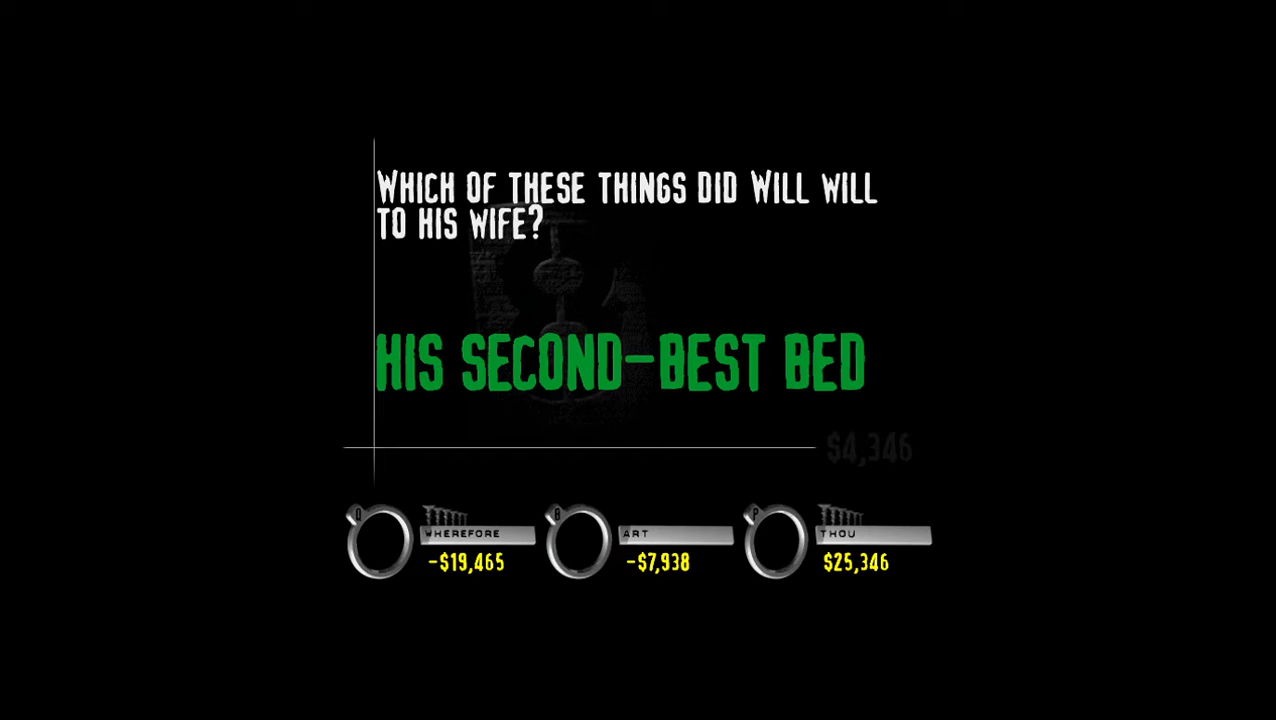 WHICH OF THESE THINGS DID WILL WILL
TO HIS WIFE?
HIS SECOND-BEST BED
$4,346
Q
WHEREFORE
-$19,465
B
ART
-$7,938
P
THOU
$25,346